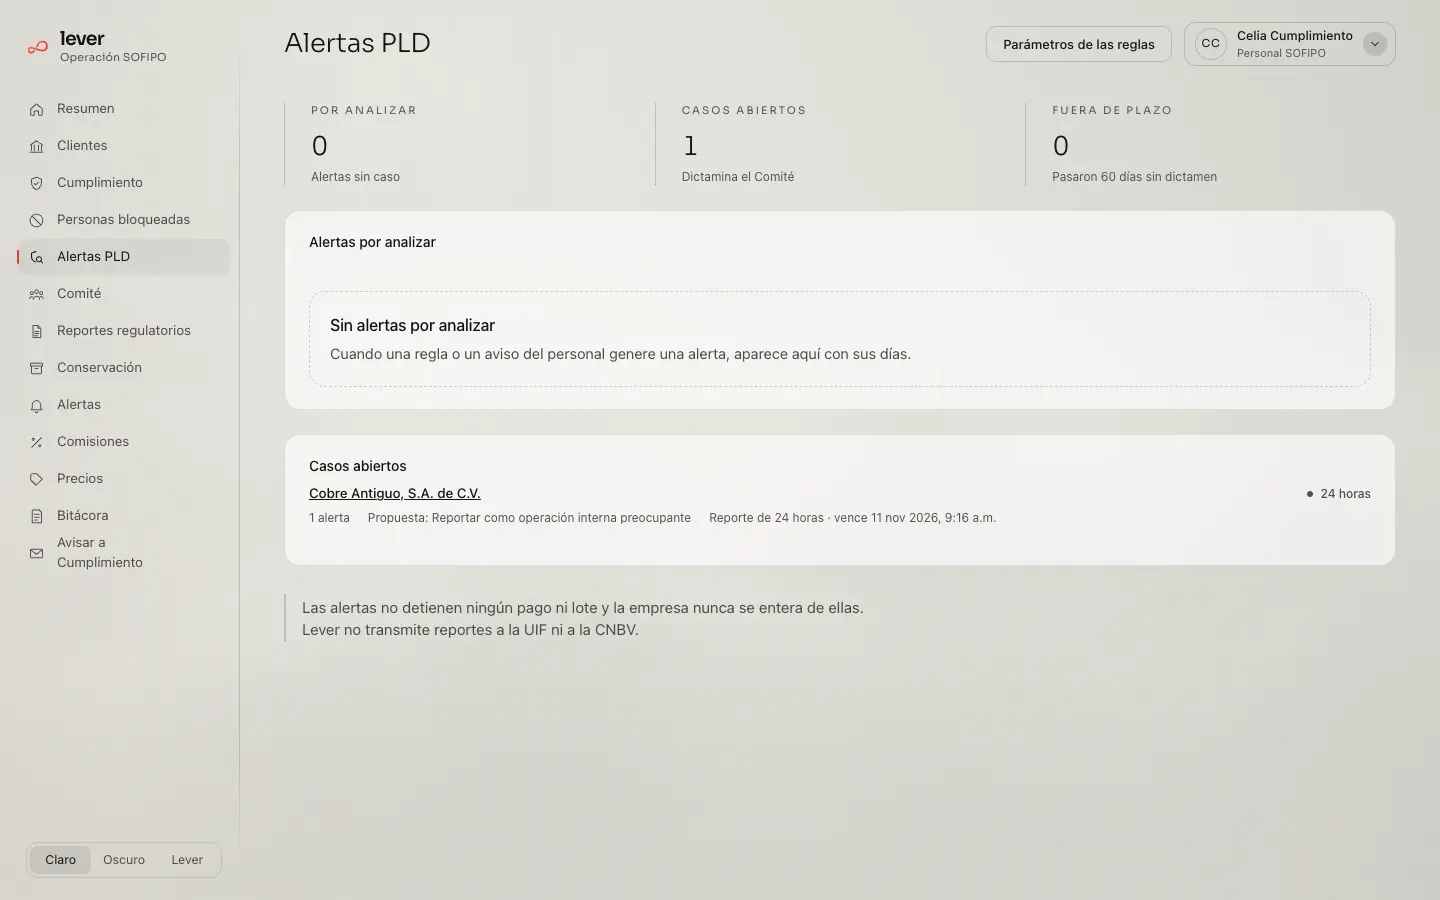 lever
Operación SOFIPO
Resumen
Clientes
Cumplimiento
Personas bloqueadas
Alertas PLD
Comité
Reportes regulatorios
Conservación
Alertas
Comisiones
Precios
Bitácora
Avisar a
Cumplimiento
Claro Oscuro Lever
Alertas PLD
Parámetros de las reglas
CC
Celia Cumplimiento
Personal SOFIPO
POR ANALIZAR
0
Alertas sin caso
CASOS ABIERTOS
1
Dictamina el Comité
FUERA DE PLAZO
0
Pasaron 60 días sin dictamen
Alertas por analizar
Sin alertas por analizar
Cuando una regla o un aviso del personal genere una alerta, aparece aquí con sus días.
Casos abiertos
Cobre Antiguo, S.A. de C.V.
24 horas
1 alerta Propuesta: Reportar como operación interna preocupante Reporte de 24 horas · vence 11 nov 2026, 9:16 a.m.
Las alertas no detienen ningún pago ni lote y la empresa nunca se entera de ellas.
Lever no transmite reportes a la UIF ni a la CNBV.